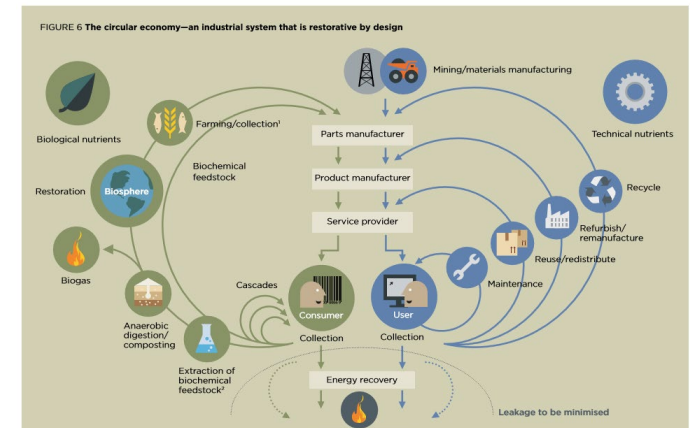 FIGURE 6 The circular economy—an industrial system that is restorative by design
Mining/materials manufacturing
Biological nutrients
Farming/collection¹
Parts manufacturer
Technical nutrients
Biochemical
feedstock
Product manufacturer
Restoration
Biosphere
Recycle
Service provider
Refurbish/
remanufacture
Reuse/redistribute
Biogas
Cascades
Maintenance
Consumer
User
Anaerobic
digestion/
composting
Collection
Collection
Extraction of
biochemical
feedstock²
Energy recovery
Leakage to be minimised